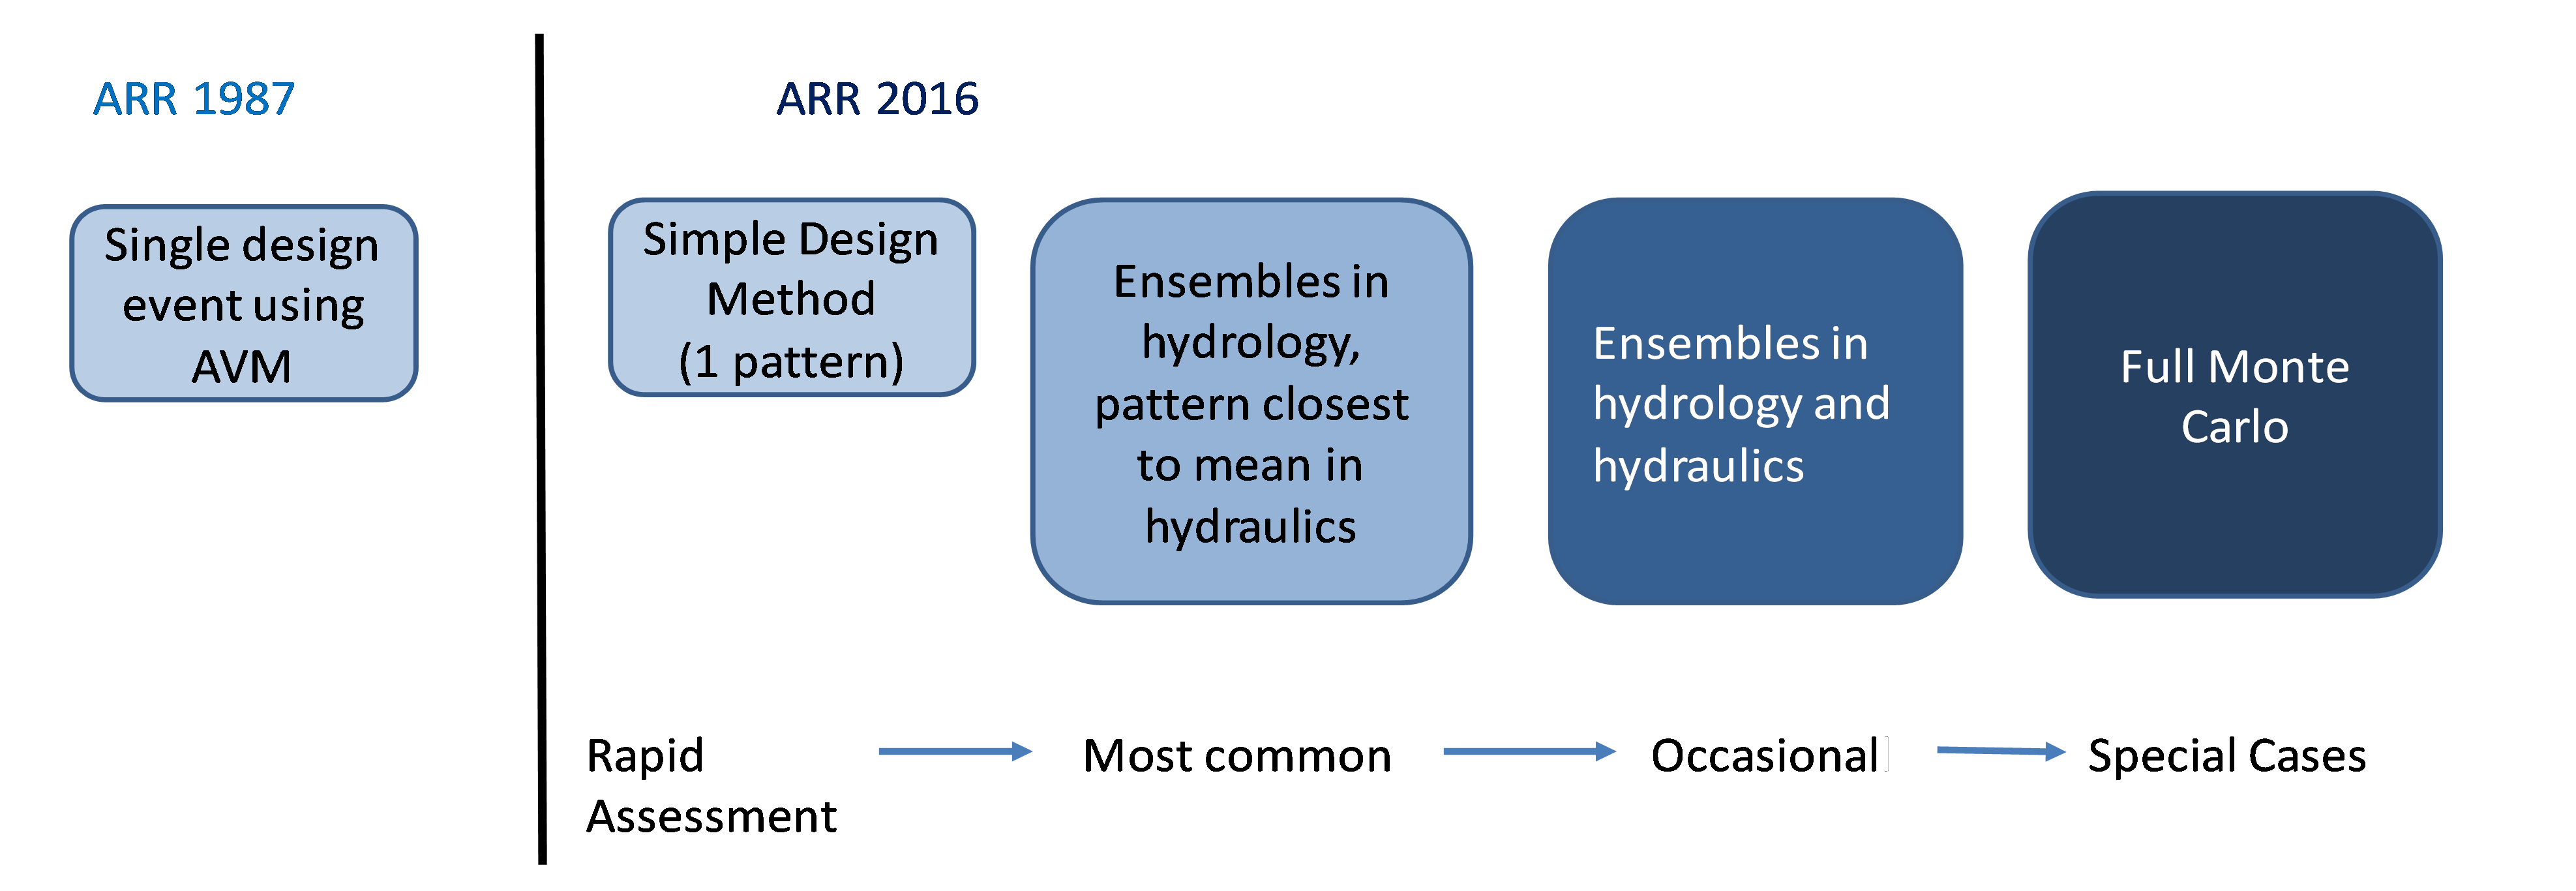 ARR 1987
ARR 2016
Single design
event using
AVM
Simple Design
Method
(1 pattern)
Ensembles in
hydrology,
pattern closest
to mean in
hydraulics
Ensembles in
hydrology and
hydraulics
Full Monte
Carlo
Rapid
Assessment
Most common
Occasional
Special Cases